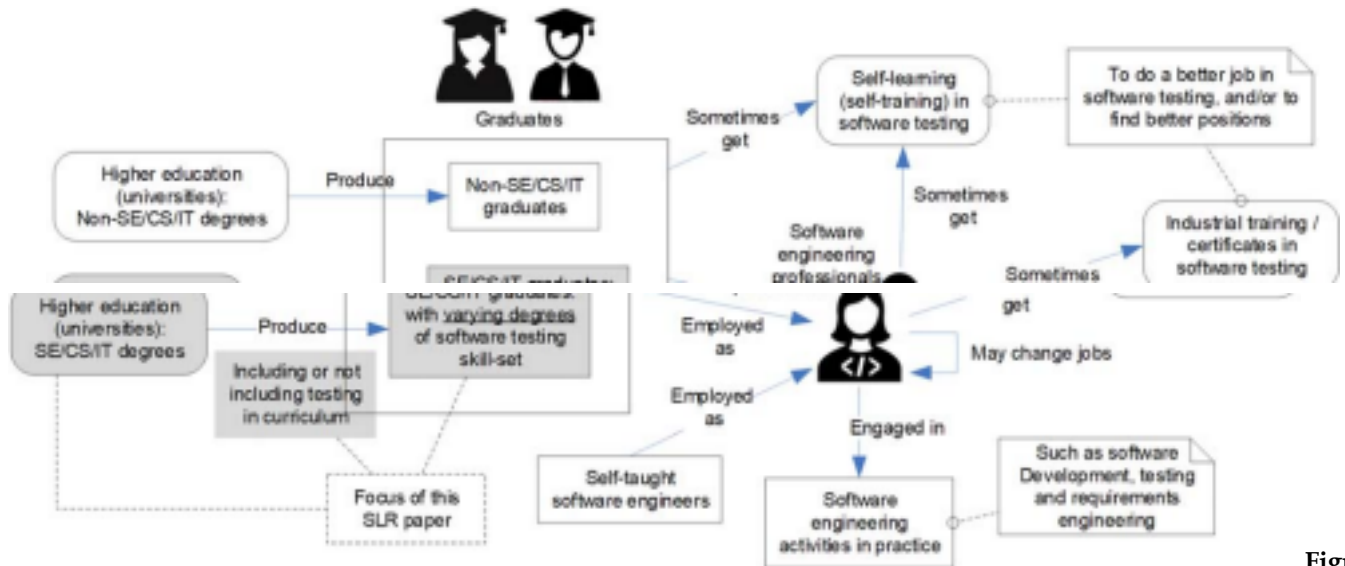 Graduates
Higher education
(universities):
Non-SE/CS/IT degrees
Produce
Non-SE/CS/IT
graduates
Sometimes
get
Self-learning
(self-training) in
software testing
To do a better job in
software testing, and/or to
find better positions
Sometimes
get
Software
engineering
professionals
Sometimes
get
Industrial training /
certificates in
software testing
Higher education
(universities):
SE/CS/IT degrees
Produce
SE/CS/IT graduates:
with varying degrees
of software testing
skill-set
Including or not
including testing
in curriculum
Focus of this
SLR paper
Employed
as
May change jobs
Employed
as
Self-taught
software engineers
Engaged in
Software
engineering
activities in practice
Such as software
Development, testing
and requirements
engineering